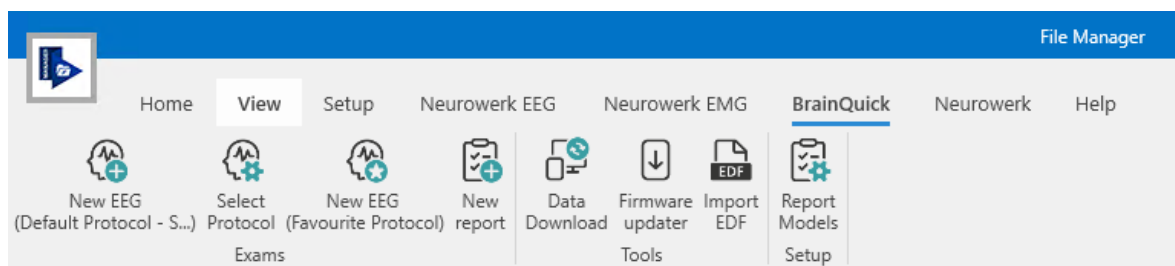 File Manager
MANAGER
Home View Setup Neurowerk EEG Neurowerk EMG BrainQuick Neurowerk Help
EDF
New EEG Select New EEG New Data Firmware Import Report
(Default Protocol - S...) Protocol (Favourite Protocol) report Download updater EDF Models
Exams Tools Setup